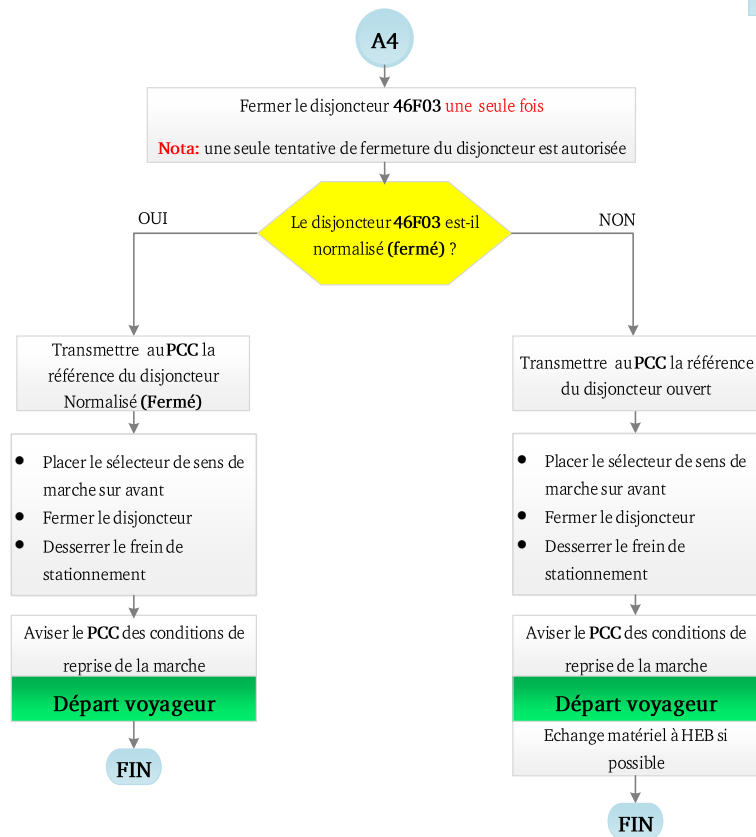 A4
Fermer le disjoncteur 46F03 une seule fois
Nota: une seule tentative de fermeture du disjoncteur est autorisée
Le disjoncteur 46F03 est-il
normalisé (fermé) ?
OUI
NON
Transmettre au PCC la
référence du disjoncteur
Normalisé (Fermé)
• Placer le sélecteur de sens de
marche sur avant
• Fermer le disjoncteur
• Desserrer le frein de
stationnement
Aviser le PCC des conditions de
reprise de la marche
Départ voyageur
FIN
Transmettre au PCC la référence
du disjoncteur ouvert
• Placer le sélecteur de sens de
marche sur avant
• Fermer le disjoncteur
• Desserrer le frein de
stationnement
Aviser le PCC des conditions de
reprise de la marche
Départ voyageur
Echange matériel à HEB si
possible
FIN